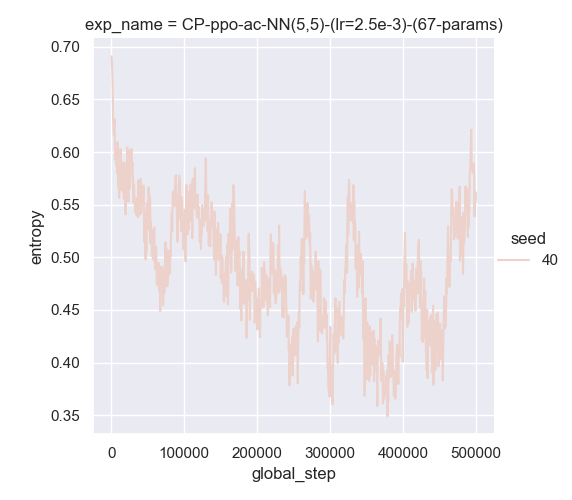 exp_name = CP-ppo-ac-NN(5,5)-(lr=2.5e-3)-(67-params)
0.70
0.65
0.60
0.55
0.50
0.45
0.40
0.35
entropy
0 100000 200000 300000 400000 500000
global_step
seed
40